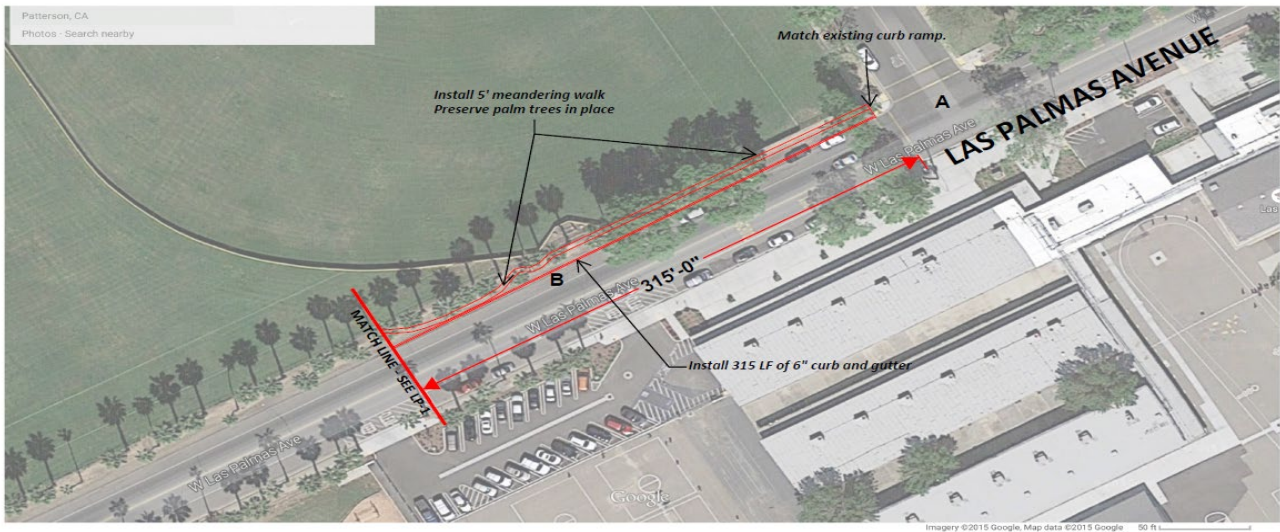 Patterson, CA
Photos - Search nearby
Match existing curb ramp.
Install 5' meandering walk
Preserve palm trees in place
A
LAS PALMAS AVENUE
W Las Palmas Ave
B
315'-0"
W Las Palmas Ave
MATCH LINE - SEE LP-1
Install 315 LF of 6" curb and gutter
W Las Palmas Ave
Google
Imagery ©2015 Google, Map data ©2015 Google
50 ft